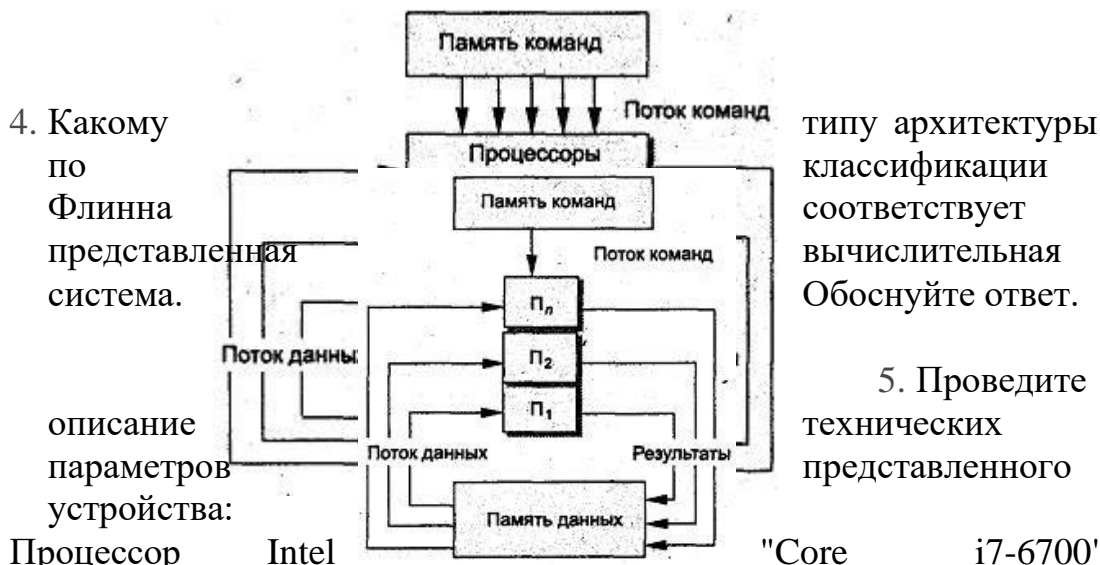 Память команд
Поток команд
4. Какому типу архитектуры
Процессоры
по классификации
Память команд
Флинна соответствует
Поток команд
представленная вычислительная
система. Обоснуйте ответ.
Пn
Поток данны
П2
5. Проведите
П1
описание технических
Поток данных Результаты
параметров представленного
устройства:
Память данных
Процессор Intel "Core i7-6700'